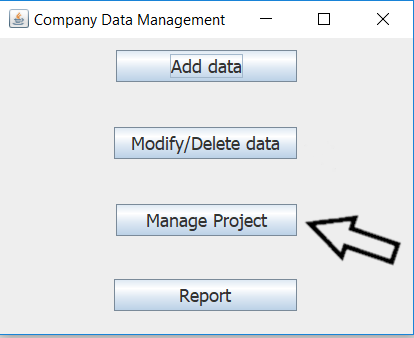 Company Data Management
Add data
Modify/Delete data
Manage Project
Report